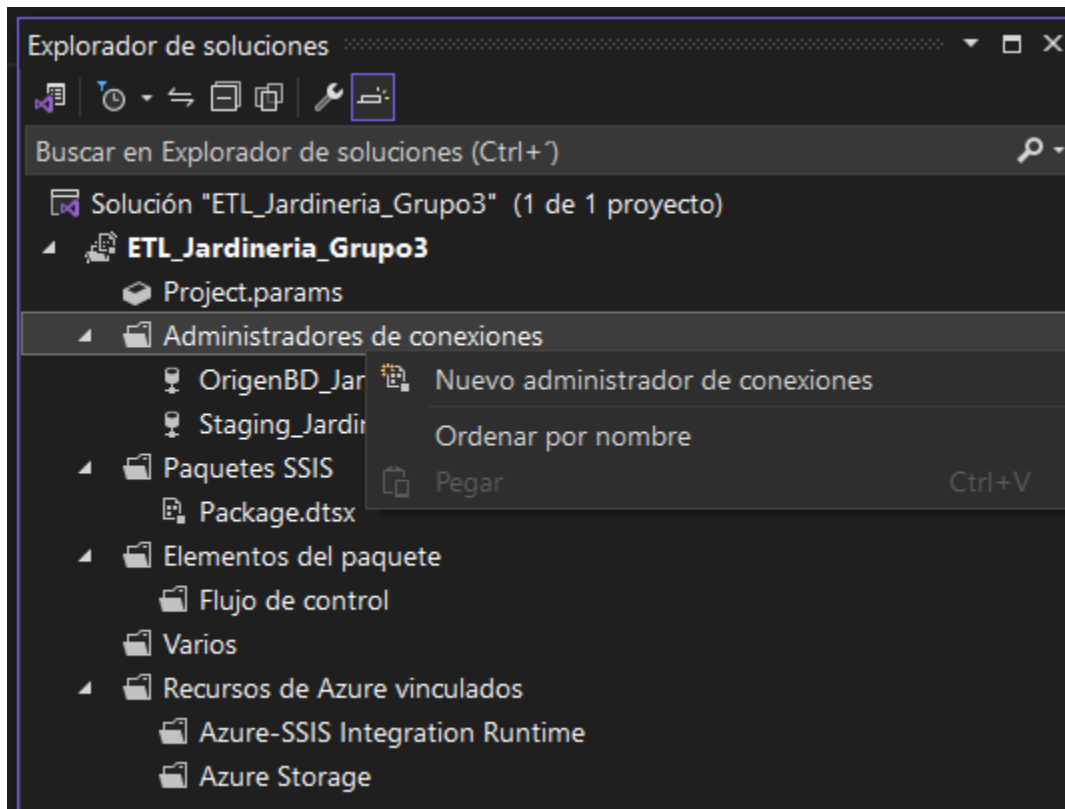 Explorador de soluciones
Buscar en Explorador de soluciones (Ctrl+´)
Solución "ETL_Jardineria_Grupo3" (1 de 1 proyecto)
ETL_Jardineria_Grupo3
Project.params
Administradores de conexiones
OrigenBD_Jar
Nuevo administrador de conexiones
Staging_Jardin
Ordenar por nombre
Paquetes SSIS
Pegar Ctrl+V
Package.dtsx
Elementos del paquete
Flujo de control
Varios
Recursos de Azure vinculados
Azure-SSIS Integration Runtime
Azure Storage